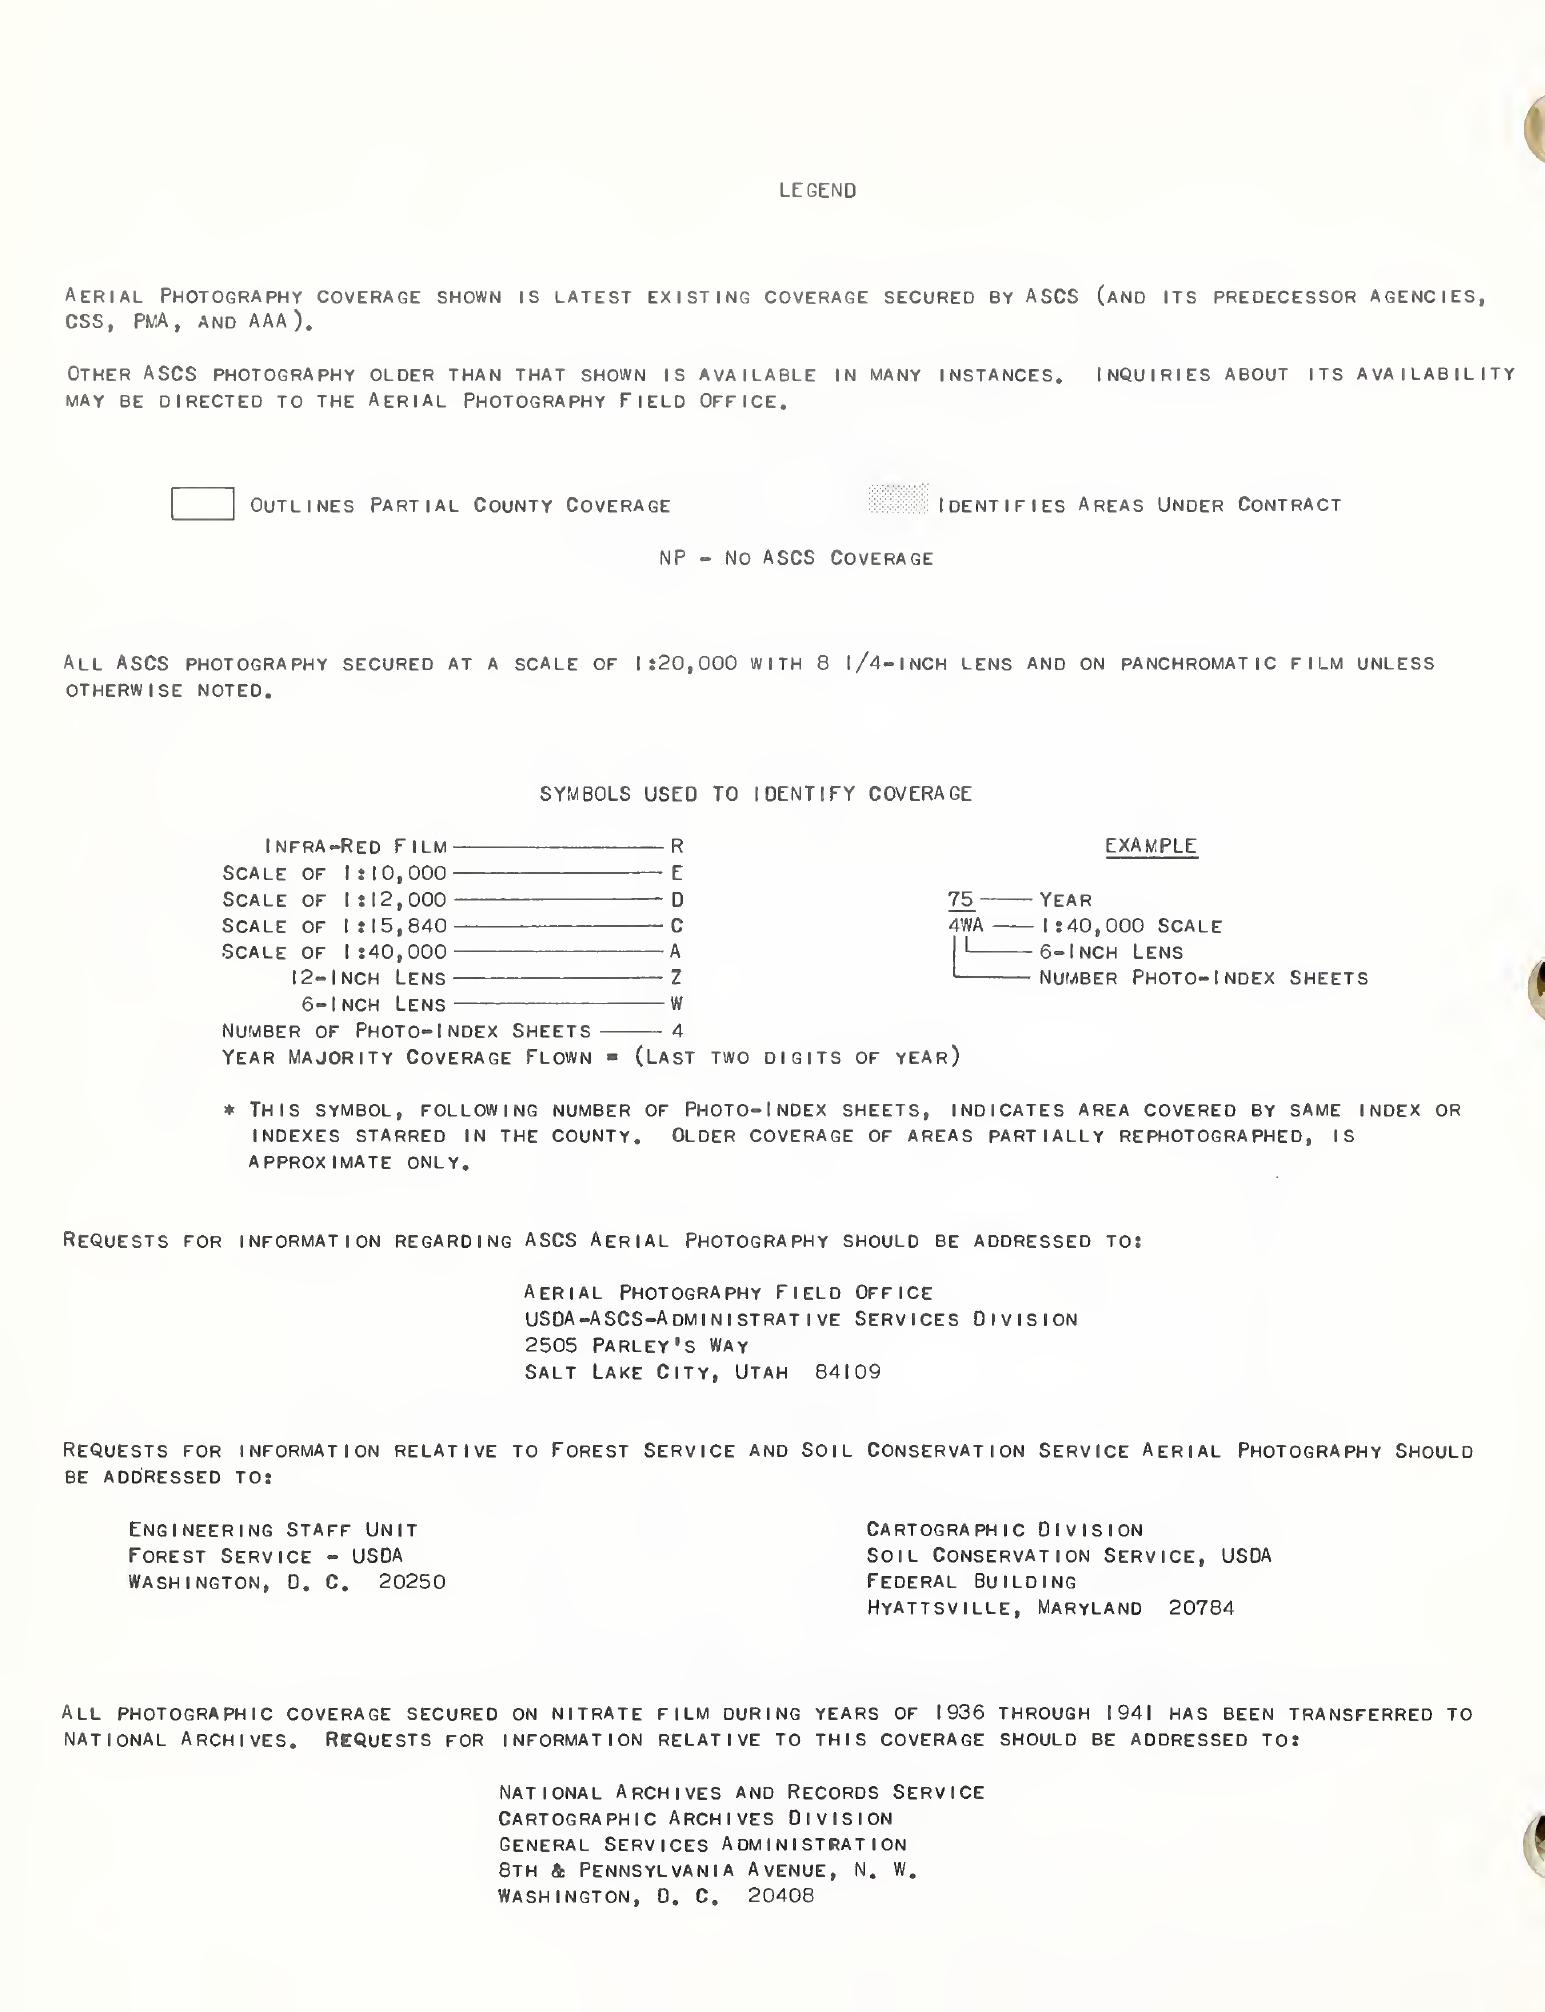 LEGEND
AERIAL PHOTOGRAPHY COVERAGE SHOWN IS LATEST EXISTING COVERAGE SECURED BY ASCS (AND ITS PREDECESSOR AGENCIES,
CSS, PMA, AND AAA).
OTHER ASCS PHOTOGRAPHY OLDER THAN THAT SHOWN IS AVAILABLE IN MANY INSTANCES. INQUIRIES ABOUT ITS AVAILABILITY
MAY BE DIRECTED TO THE AERIAL PHOTOGRAPHY FIELD OFFICE.
OUTLINES PARTIAL COUNTY COVERAGE
IDENTIFIES AREAS UNDER CONTRACT
NP - NO ASCS COVERAGE
ALL ASCS PHOTOGRAPHY SECURED AT A SCALE OF 1:20,000 WITH 8 1/4-INCH LENS AND ON PANCHROMATIC FILM UNLESS
OTHERWISE NOTED.
SYMBOLS USED TO IDENTIFY COVERAGE
INFRA-RED FILM R
SCALE OF 1:10,000 E
SCALE OF 1:12,000 D
SCALE OF 1:15,840 C
SCALE OF 1:40,000 A
12-INCH LENS Z
6-INCH LENS W
NUMBER OF PHOTO-INDEX SHEETS 4
YEAR MAJORITY COVERAGE FLOWN = (LAST TWO DIGITS OF YEAR)
EXAMPLE
75 YEAR
4WA 1:40,000 SCALE
6-INCH LENS
NUMBER PHOTO-INDEX SHEETS
* THIS SYMBOL, FOLLOWING NUMBER OF PHOTO-INDEX SHEETS, INDICATES AREA COVERED BY SAME INDEX OR
INDEXES STARRED IN THE COUNTY. OLDER COVERAGE OF AREAS PARTIALLY REPHOTOGRAPHED, IS
APPROXIMATE ONLY.
REQUESTS FOR INFORMATION REGARDING ASCS AERIAL PHOTOGRAPHY SHOULD BE ADDRESSED TO:
AERIAL PHOTOGRAPHY FIELD OFFICE
USDA-ASCS-ADMINISTRATIVE SERVICES DIVISION
2505 PARLEY'S WAY
SALT LAKE CITY, UTAH 84109
REQUESTS FOR INFORMATION RELATIVE TO FOREST SERVICE AND SOIL CONSERVATION SERVICE AERIAL PHOTOGRAPHY SHOULD
BE ADDRESSED TO:
ENGINEERING STAFF UNIT
FOREST SERVICE - USDA
WASHINGTON, D. C. 20250
CARTOGRAPHIC DIVISION
SOIL CONSERVATION SERVICE, USDA
FEDERAL BUILDING
HYATTSVILLE, MARYLAND 20784
ALL PHOTOGRAPHIC COVERAGE SECURED ON NITRATE FILM DURING YEARS OF 1936 THROUGH 1941 HAS BEEN TRANSFERRED TO
NATIONAL ARCHIVES. REQUESTS FOR INFORMATION RELATIVE TO THIS COVERAGE SHOULD BE ADDRESSED TO:
NATIONAL ARCHIVES AND RECORDS SERVICE
CARTOGRAPHIC ARCHIVES DIVISION
GENERAL SERVICES ADMINISTRATION
8TH & PENNSYLVANIA AVENUE, N. W.
WASHINGTON, D. C. 20408